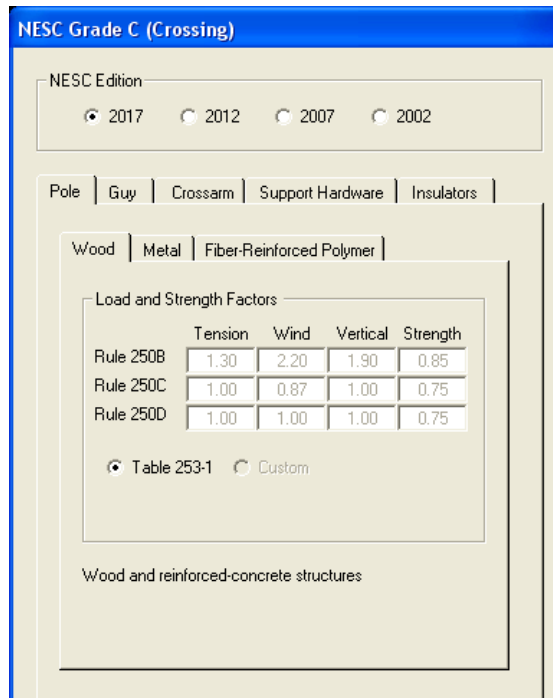 NESC Grade C (Crossing)
NESC Edition
2017 2012 2007 2002
Pole Guy Crossarm Support Hardware Insulators
Wood Metal Fiber-Reinforced Polymer
Load and Strength Factors
Tension Wind Vertical Strength
Rule 250B 1.30 2.20 1.90 0.85
Rule 250C 1.00 0.87 1.00 0.75
Rule 250D 1.00 1.00 1.00 0.75
Table 253-1 Custom
Wood and reinforced-concrete structures